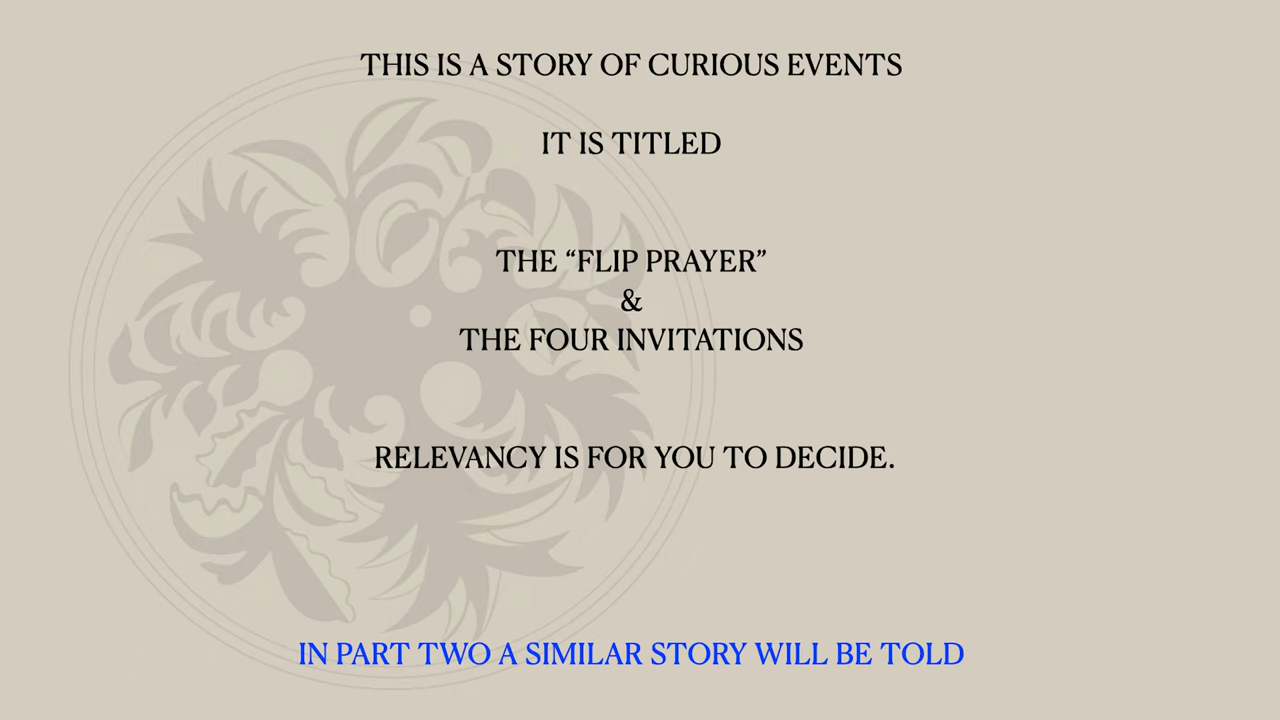 THIS IS A STORY OF CURIOUS EVENTS
IT IS TITLED
THE “FLIP PRAYER”
&
THE FOUR INVITATIONS
RELEVANCY IS FOR YOU TO DECIDE.
IN PART TWO A SIMILAR STORY WILL BE TOLD